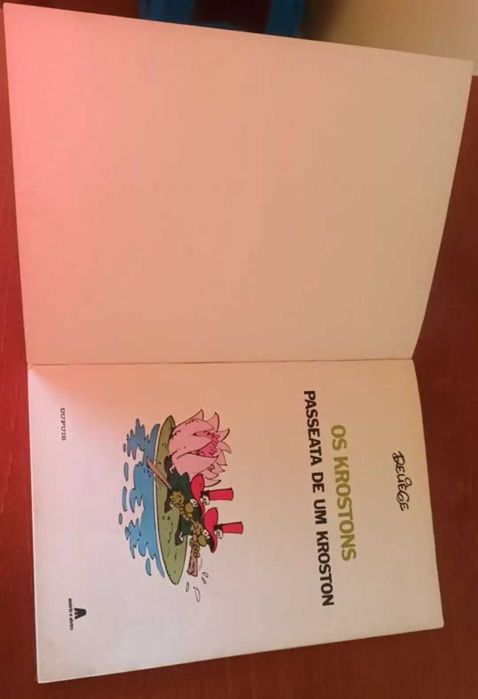 DELIÈGE
OS KROSTONS
PASSEATA DE UM KROSTON
DUPUIS